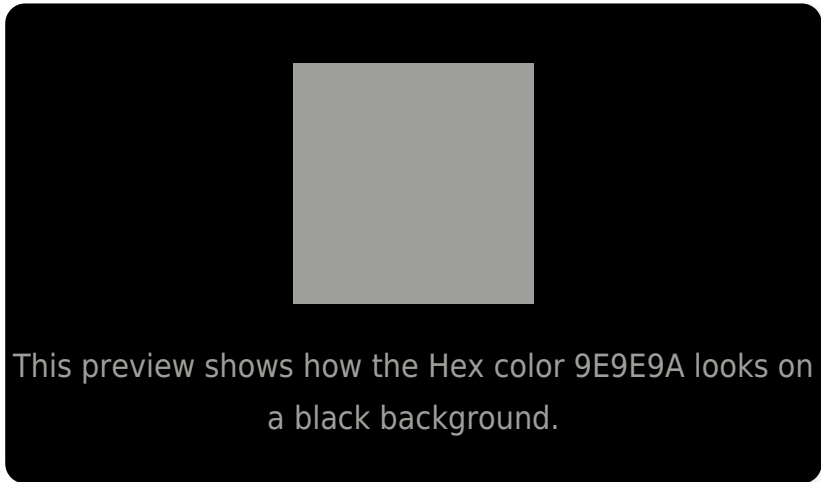 This preview shows how the Hex color 9E9E9A looks on
a black background.